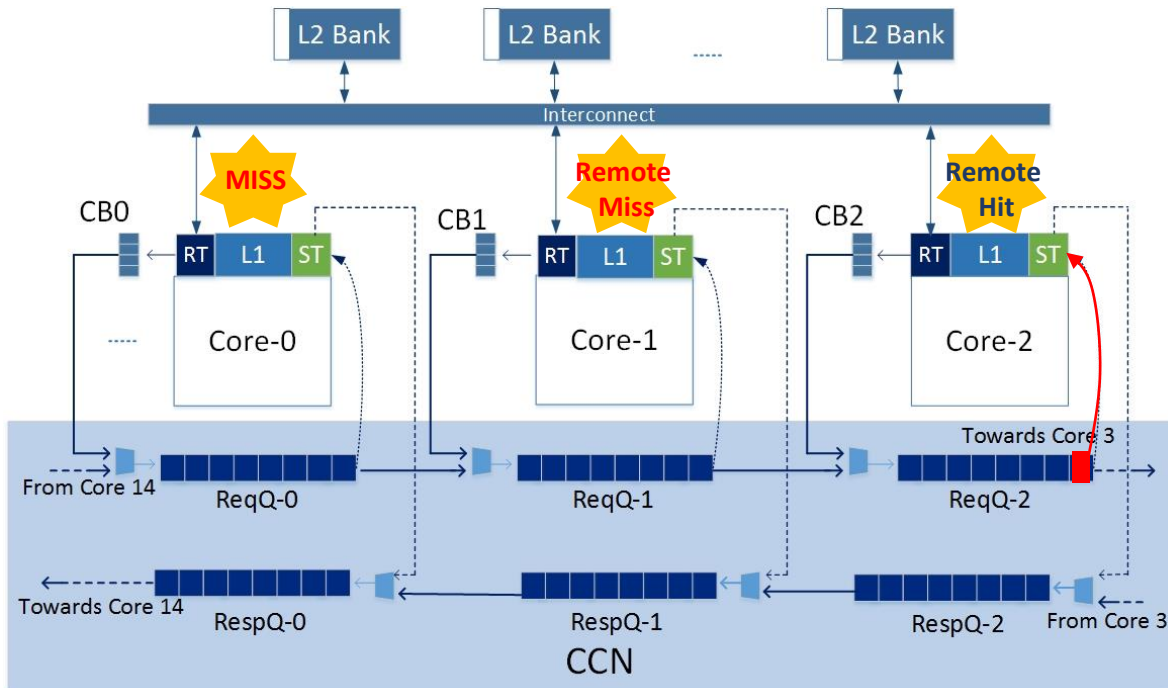 L2 Bank
L2 Bank
L2 Bank
.....
Interconnect
MISS
Remote
Miss
Remote
Hit
CB0
CB1
CB2
RT
L1
ST
RT
L1
ST
RT
L1
ST
.....
Core-0
Core-1
Core-2
Towards Core 3
From Core 14
ReqQ-0
ReqQ-1
ReqQ-2
Towards Core 14
RespQ-0
RespQ-1
RespQ-2
From Core 3
CCN